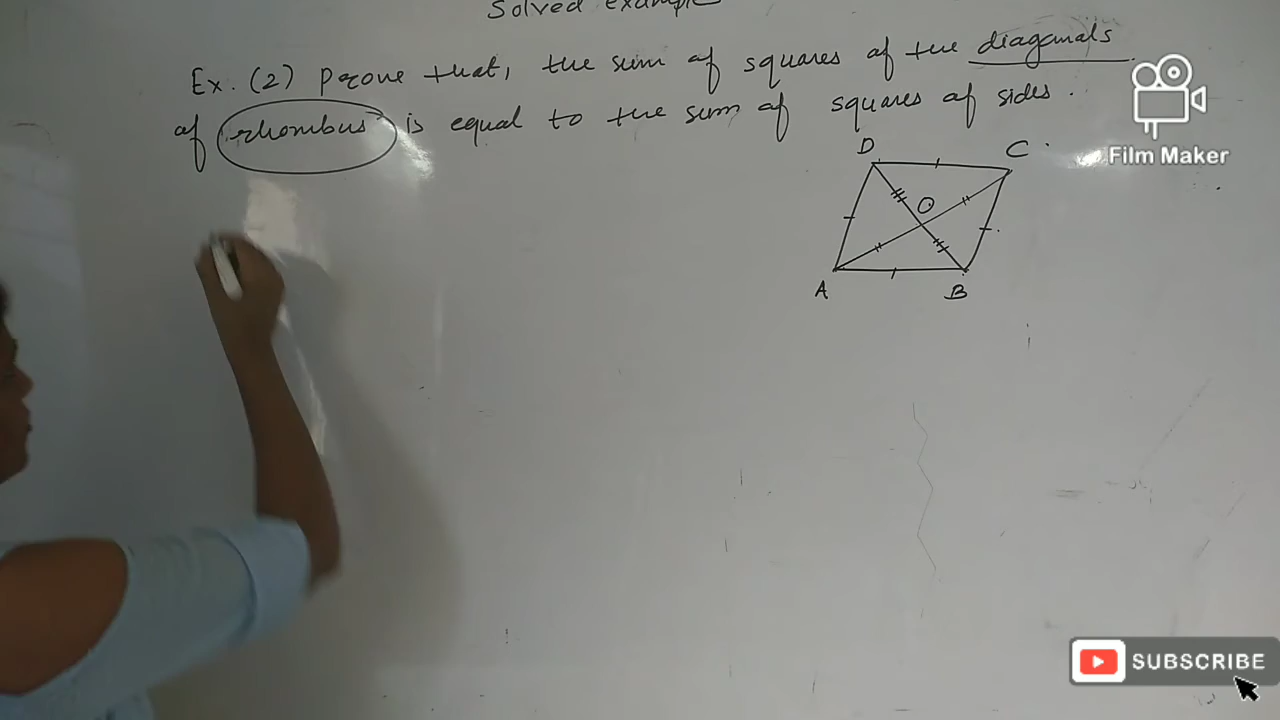 Solved example
Ex. (2) Prove that, the sum of squares of the diagonals
of rhombus is equal to the sum of squares of sides.
D
C
O
A
B
Film Maker
SUBSCRIBE